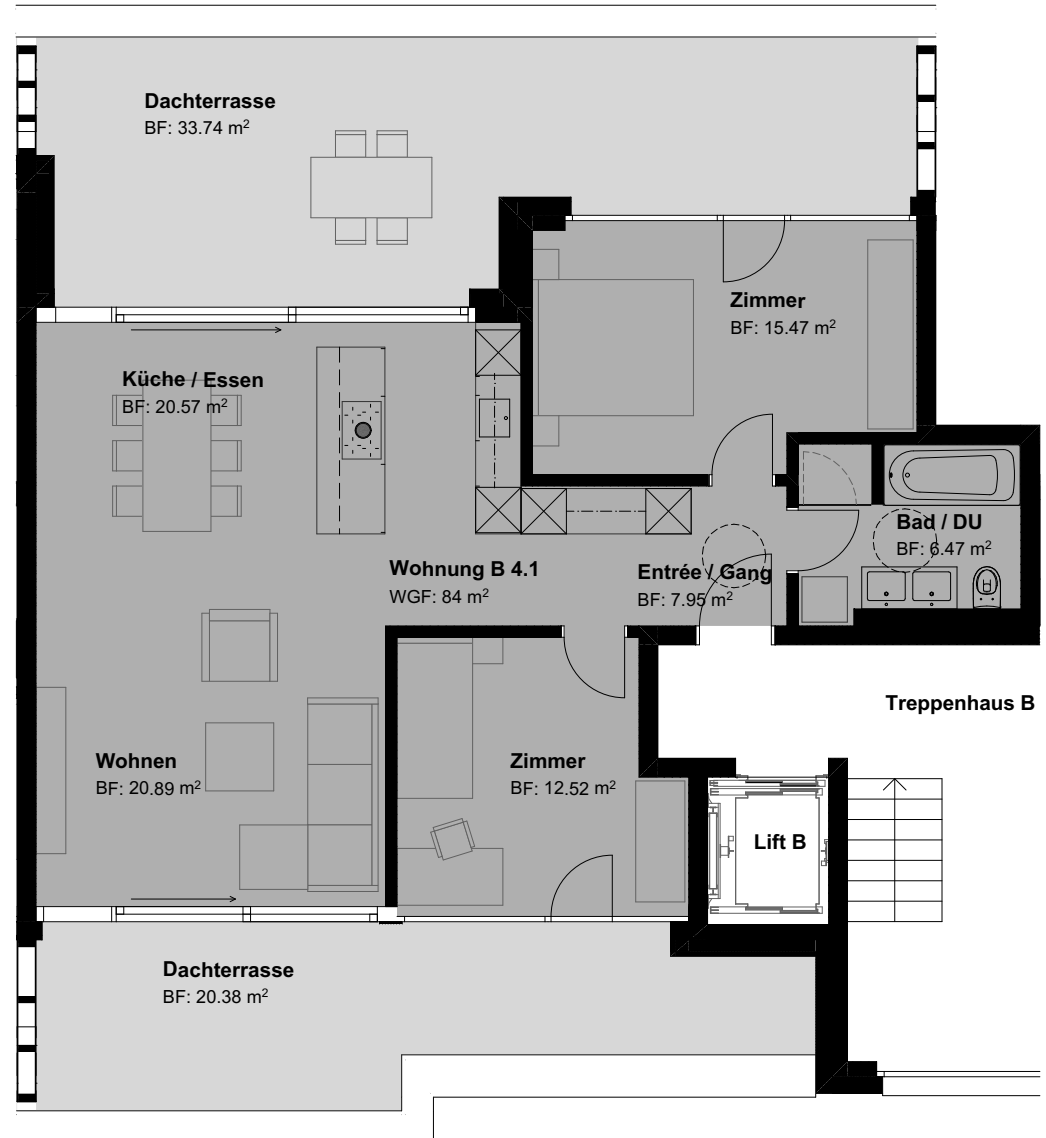 Dachterrasse
BF: 33.74 m²
Zimmer
BF: 15.47 m²
Küche / Essen
BF: 20.57 m²
Bad / DU
BF: 6.47 m²
Wohnung B 4.1
WGF: 84 m²
Entrée / Gang
BF: 7.95 m²
Treppenhaus B
Wohnen
BF: 20.89 m²
Zimmer
BF: 12.52 m²
Lift B
Dachterrasse
BF: 20.38 m²